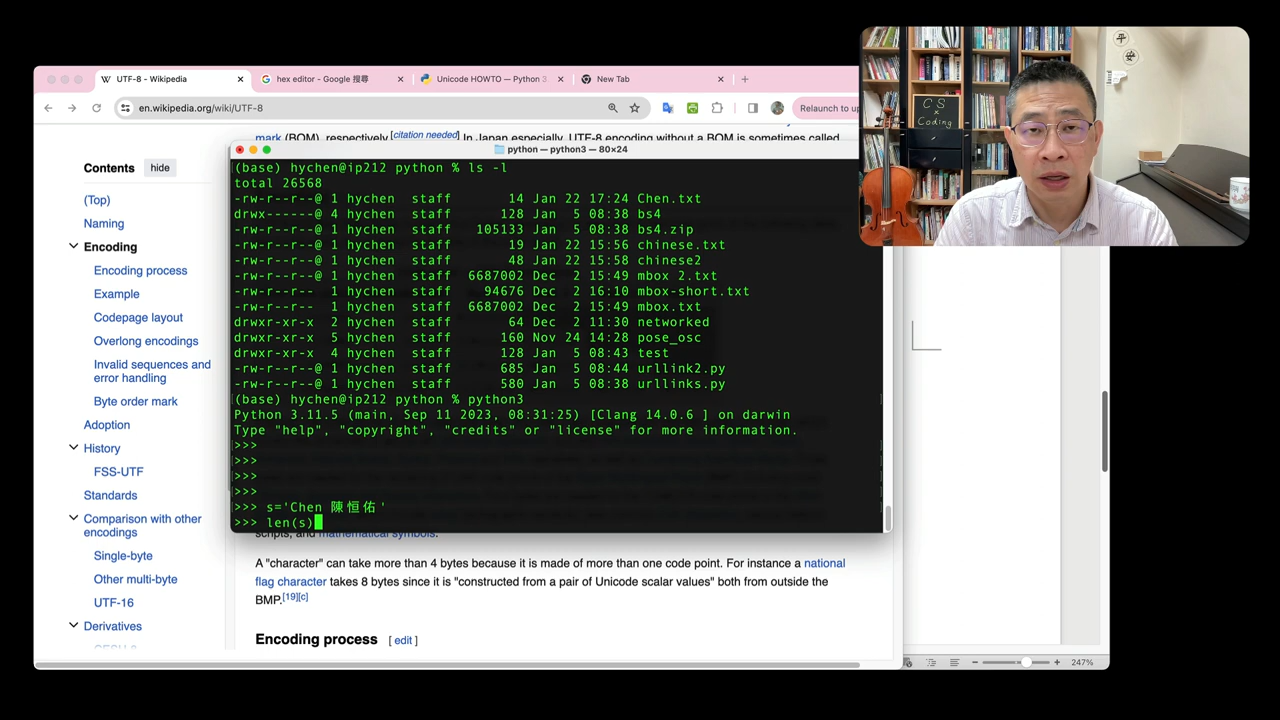 UTF-8 - Wikipedia
hex editor - Google 搜尋
Unicode HOWTO — Python 3
New Tab
en.wikipedia.org/wiki/UTF-8
Relaunch to up
mark (BOM), respectively.[citation needed] In Japan especially, UTF-8 encoding without a BOM is sometimes called
Contents
hide
(Top)
Naming
Encoding
Encoding process
Example
Codepage layout
Overlong encodings
Invalid sequences and
error handling
Byte order mark
Adoption
History
FSS-UTF
Standards
Comparison with other
encodings
Single-byte
Other multi-byte
UTF-16
Derivatives
python — python3 — 80×24
(base) hychen@ip212 python % ls -l
total 26568
-rw-r--r--@ 1 hychen staff 14 Jan 22 17:24 Chen.txt
drwx------@ 4 hychen staff 128 Jan 5 08:38 bs4
-rw-r--r--@ 1 hychen staff 105133 Jan 5 08:38 bs4.zip
-rw-r--r--@ 1 hychen staff 19 Jan 22 15:56 chinese.txt
-rw-r--r--@ 1 hychen staff 48 Jan 22 15:58 chinese2
-rw-r--r--@ 1 hychen staff 6687002 Dec 2 15:49 mbox 2.txt
-rw-r--r-- 1 hychen staff 94676 Dec 2 16:10 mbox-short.txt
-rw-r--r-- 1 hychen staff 6687002 Dec 2 15:49 mbox.txt
drwxr-xr-x 2 hychen staff 64 Dec 2 11:30 networked
drwxr-xr-x 5 hychen staff 160 Nov 24 14:28 pose_osc
drwxr-xr-x 4 hychen staff 128 Jan 5 08:43 test
-rw-r--r--@ 1 hychen staff 685 Jan 5 08:44 urllink2.py
-rw-r--r--@ 1 hychen staff 580 Jan 5 08:38 urllinks.py
(base) hychen@ip212 python % python3
Python 3.11.5 (main, Sep 11 2023, 08:31:25) [Clang 14.0.6 ] on darwin
Type "help", "copyright", "credits" or "license" for more information.
>>>
>>>
>>>
>>>
>>> s='Chen 陳恒佑'
>>> len(s)
scripts, and mathematical symbols.
A "character" can take more than 4 bytes because it is made of more than one code point. For instance a national
flag character takes 8 bytes since it is "constructed from a pair of Unicode scalar values" both from outside the
BMP.[19][c]
Encoding process [ edit ]
247%
CS
x
Coding
平
安